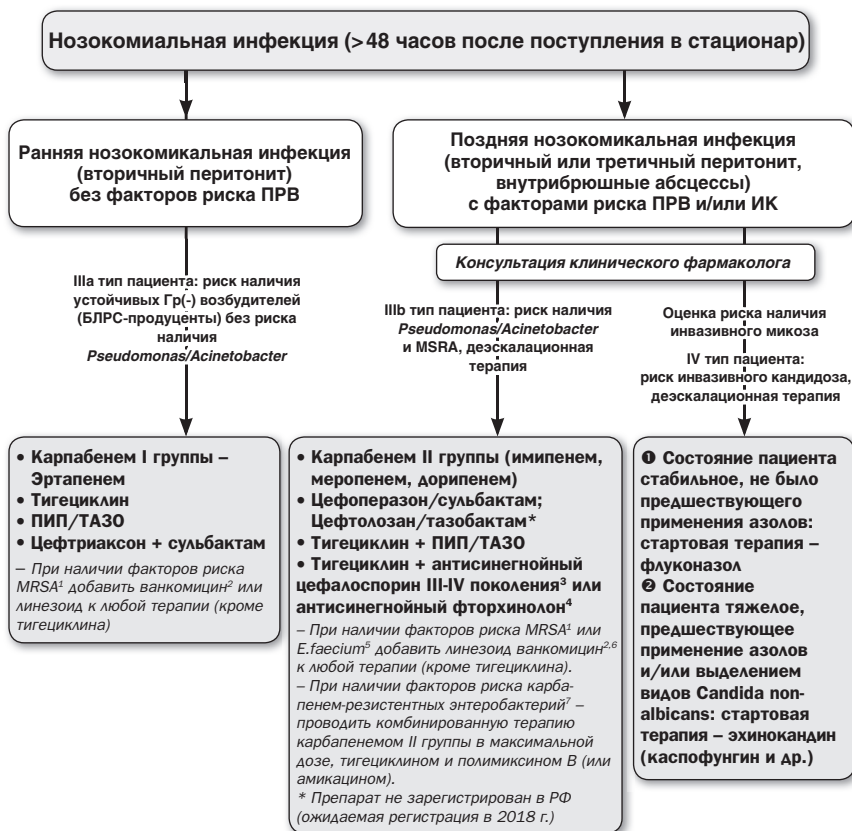 Нозокомиальная инфекция (>48 часов после поступления в стационар)
Ранняя нозокомикальная инфекция
(вторичный перитонит)
без факторов риска ПРВ
Поздняя нозокомикальная инфекция
(вторичный или третичный перитонит,
внутрибрюшные абсцессы)
с факторами риска ПРВ и/или ИК
Консультация клинического фармаколога
IIIa тип пациента: риск наличия
устойчивых Гр(-) возбудителей
(БЛРС-продуценты) без риска
наличия
Pseudomonas/Acinetobacter
IIIb тип пациента: риск наличия
Pseudomonas/Acinetobacter
и MSRA, деэскалационная
терапия
Оценка риска наличия
инвазивного микоза
IV тип пациента:
риск инвазивного кандидоза,
деэскалационная терапия
• Карпабенем I группы –
Эртапенем
• Тигециклин
• ПИП/ТАЗО
• Цефтриаксон + сульбактам
– При наличии факторов риска
MRSA¹ добавить ванкомицин² или
линезоид к любой терапии (кроме
тигециклина)
• Карпабенем II группы (имипенем,
меропенем, дорипенем)
• Цефоперазон/сульбактам;
Цефтолозан/тазобактам*
• Тигециклин + ПИП/ТАЗО
• Тигециклин + антисинегнойный
цефалоспорин III-IV поколения³ или
антисинегнойный фторхинолон⁴
– При наличии факторов риска MRSA¹ или
E.faecium⁵ добавить линезоид ванкомицин²,⁶
к любой терапии (кроме тигециклина).
– При наличии факторов риска карба-
пенем-резистентных энтеробактерий⁷ –
проводить комбинированную терапию
карбапенемом II группы в максимальной
дозе, тигециклином и полимиксином В (или
амикацином).
* Препарат не зарегистрирован в РФ
(ожидаемая регистрация в 2018 г.)
❶ Состояние пациента
стабильное, не было
предшествующего
применения азолов:
стартовая терапия –
флуконазол
❷ Состояние
пациента тяжелое,
предшествующее
применение азолов
и/или выделением
видов Candida non-
albicans: стартовая
терапия – эхинокандин
(каспофунгин и др.)